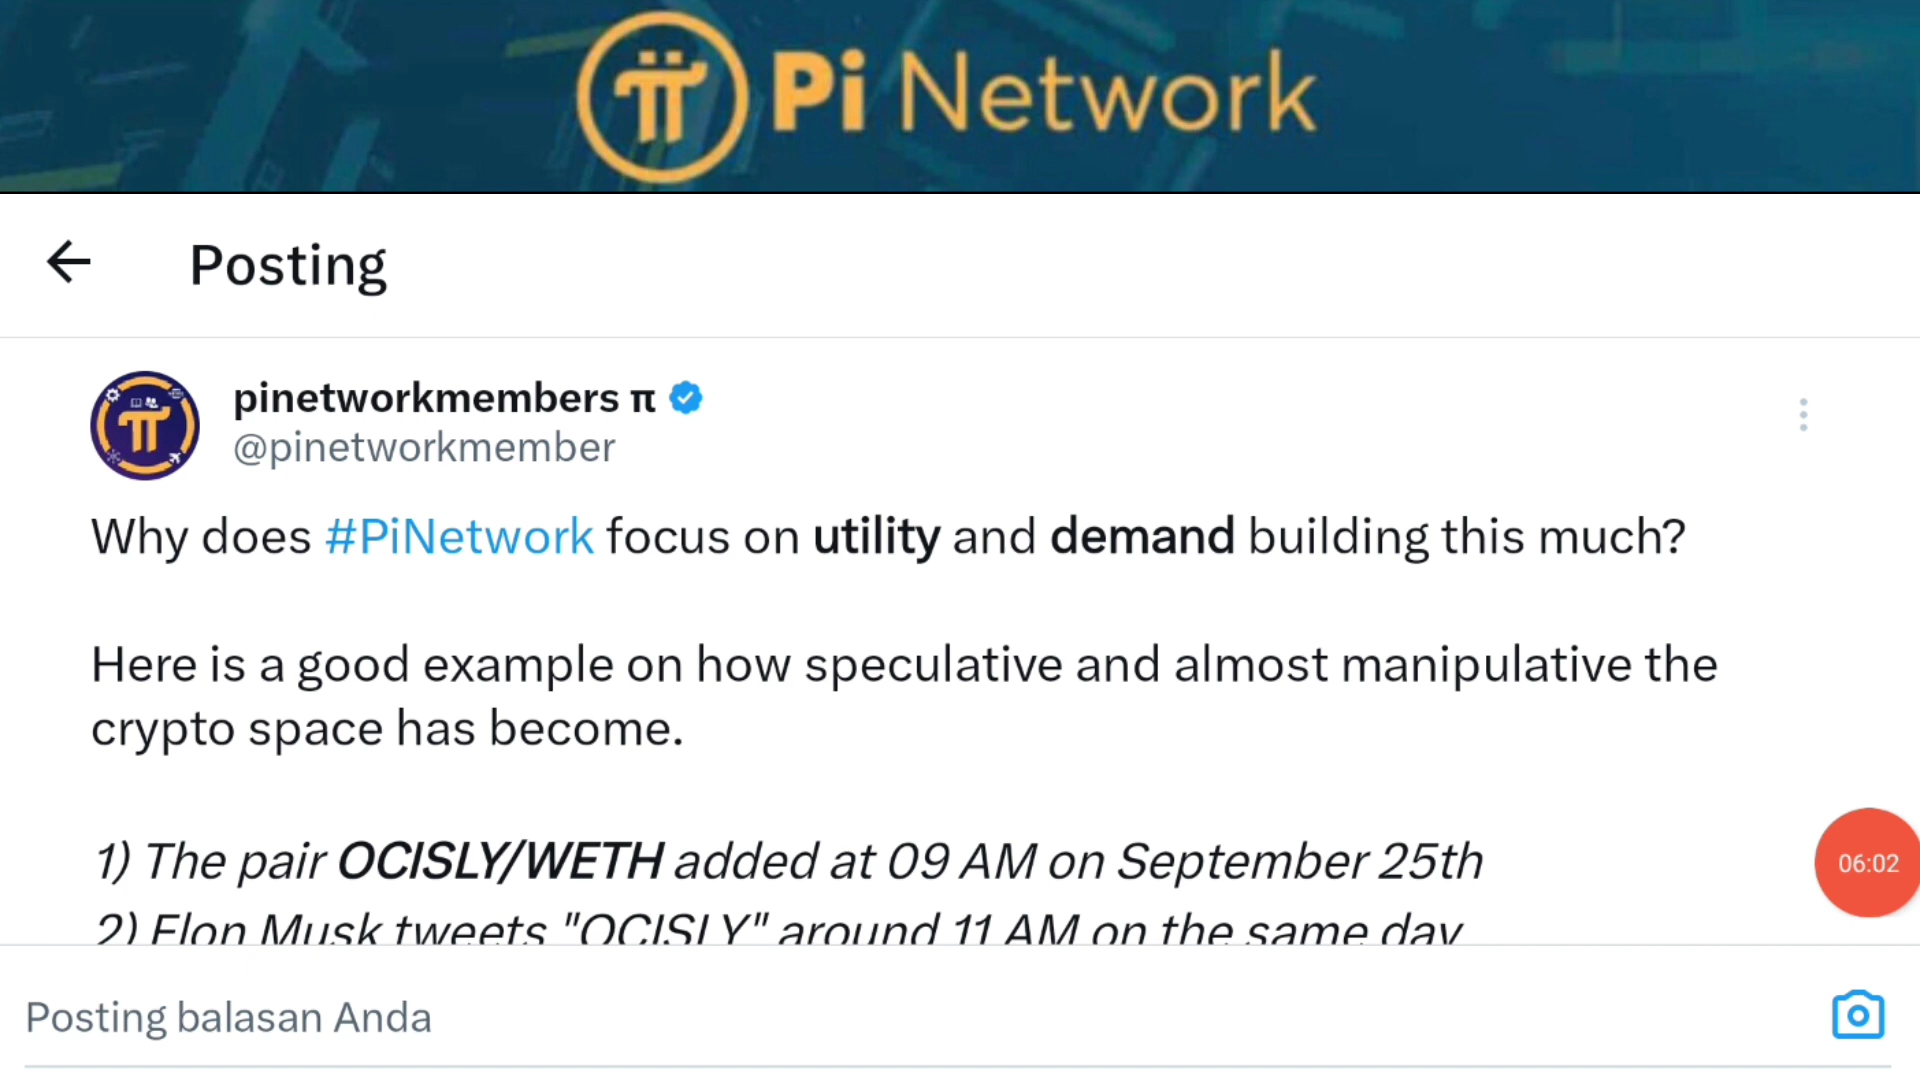 Pi Network
Posting
pinetworkmembers π
@pinetworkmember
Why does #PiNetwork focus on utility and demand building this much?
Here is a good example on how speculative and almost manipulative the
crypto space has become.
1) The pair OCISLY/WETH added at 09 AM on September 25th
2) Elon Musk tweets "OCISLY" around 11 AM on the same day
06:02
Posting balasan Anda